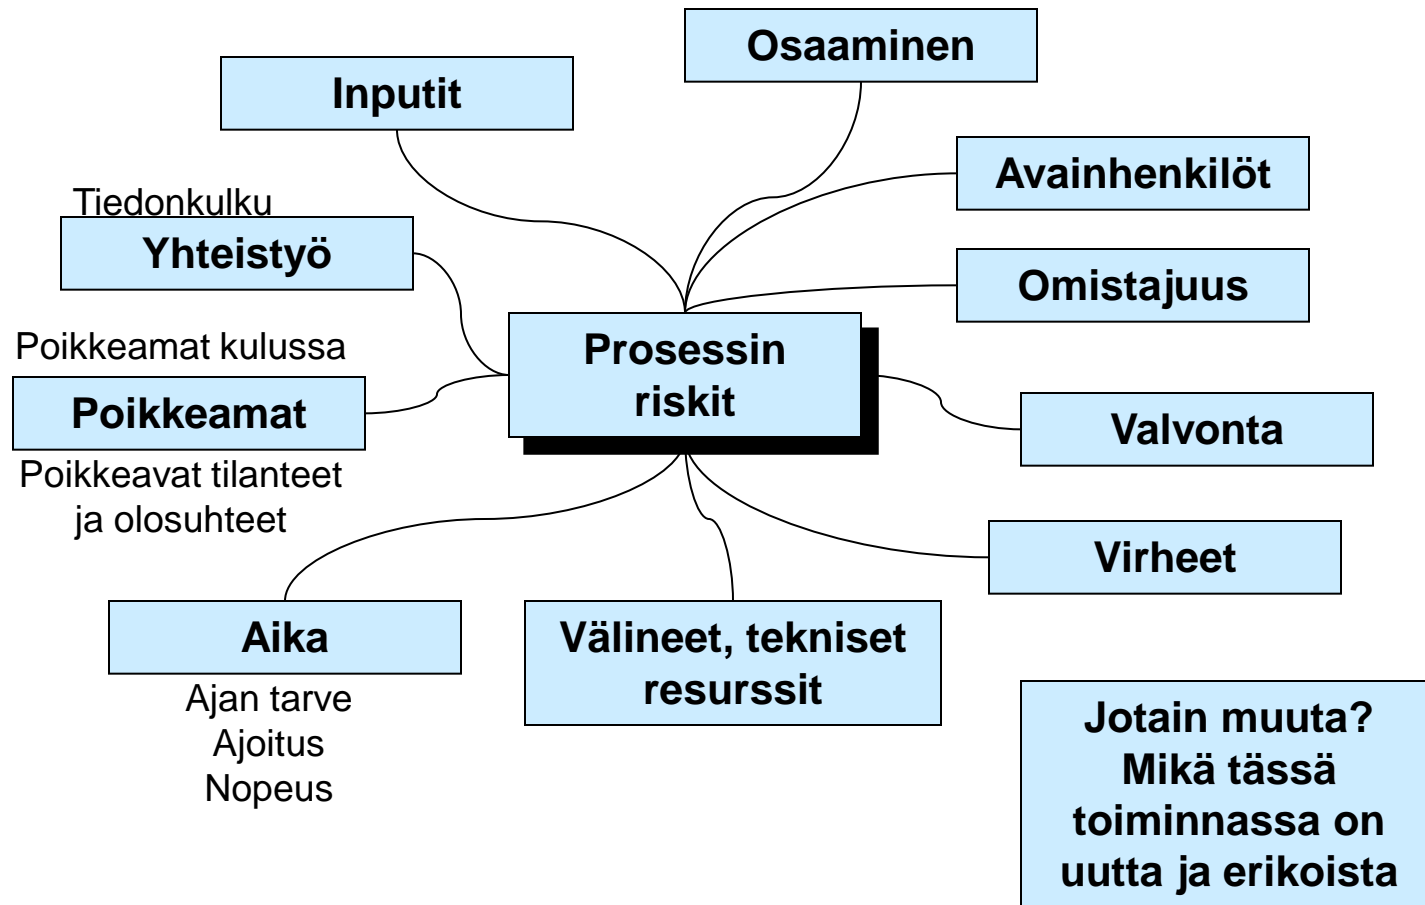 Osaaminen
Inputit
Avainhenkilöt
Tiedonkulku
Yhteistyö
Omistajuus
Prosessin
riskit
Poikkeamat kulussa
Poikkeamat
Poikkeavat tilanteet
ja olosuhteet
Valvonta
Virheet
Aika
Ajan tarve
Ajoitus
Nopeus
Välineet, tekniset
resurssit
Jotain muuta?
Mikä tässä
toiminnassa on
uutta ja erikoista